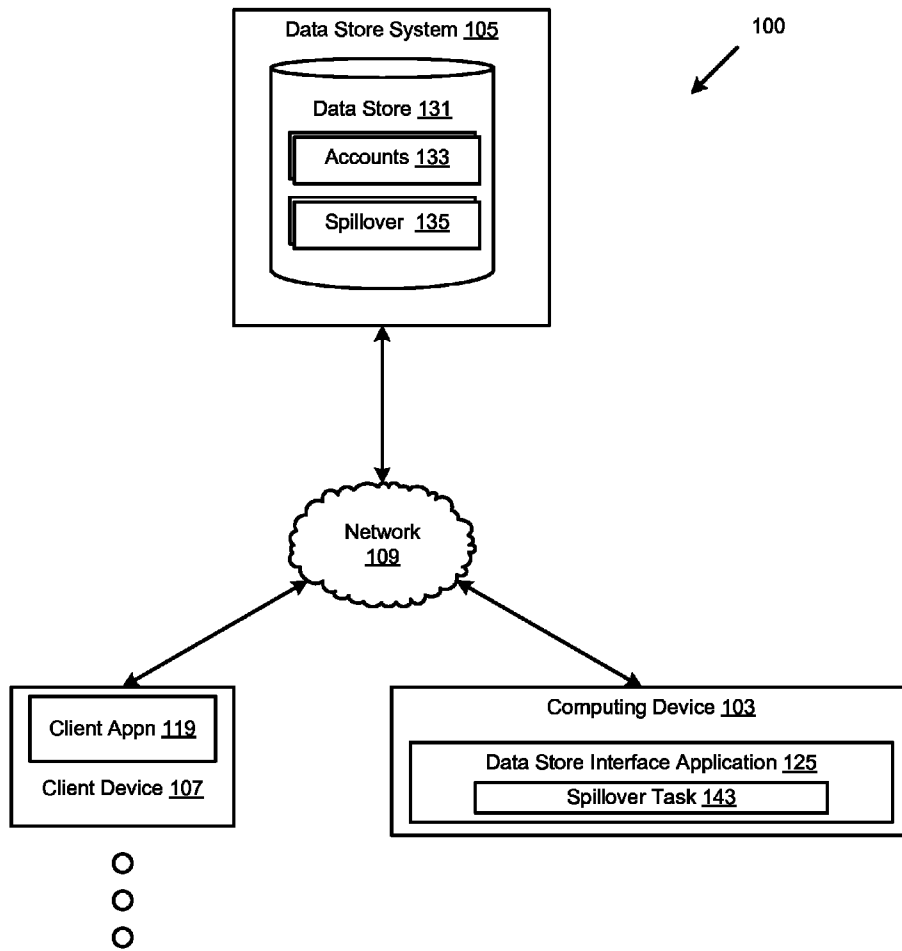 Data Store System 105
100
Data Store 131
Accounts 133
Spillover 135
Network
109
Client Appn 119
Client Device 107
Computing Device 103
Data Store Interface Application 125
Spillover Task 143